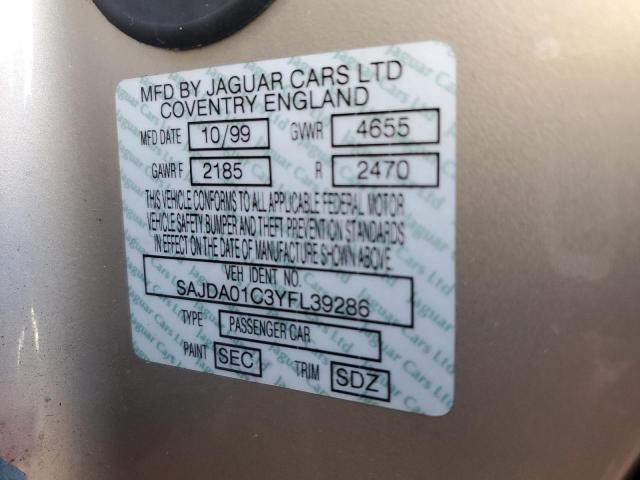 MFD BY JAGUAR CARS LTD
COVENTRY ENGLAND
MFD DATE 10/99 GVWR 4655
GAWR F 2185 R 2470
THIS VEHICLE CONFORMS TO ALL APPLICABLE FEDERAL MOTOR
VEHICLE SAFETY BUMPER AND THEFT PREVENTION STANDARDS
IN EFFECT ON THE DATE OF MANUFACTURE SHOWN ABOVE.
VEH IDENT NO.
SAJDA01C3YFL39286
TYPE PASSENGER CAR
PAINT SEC TRIM SDZ